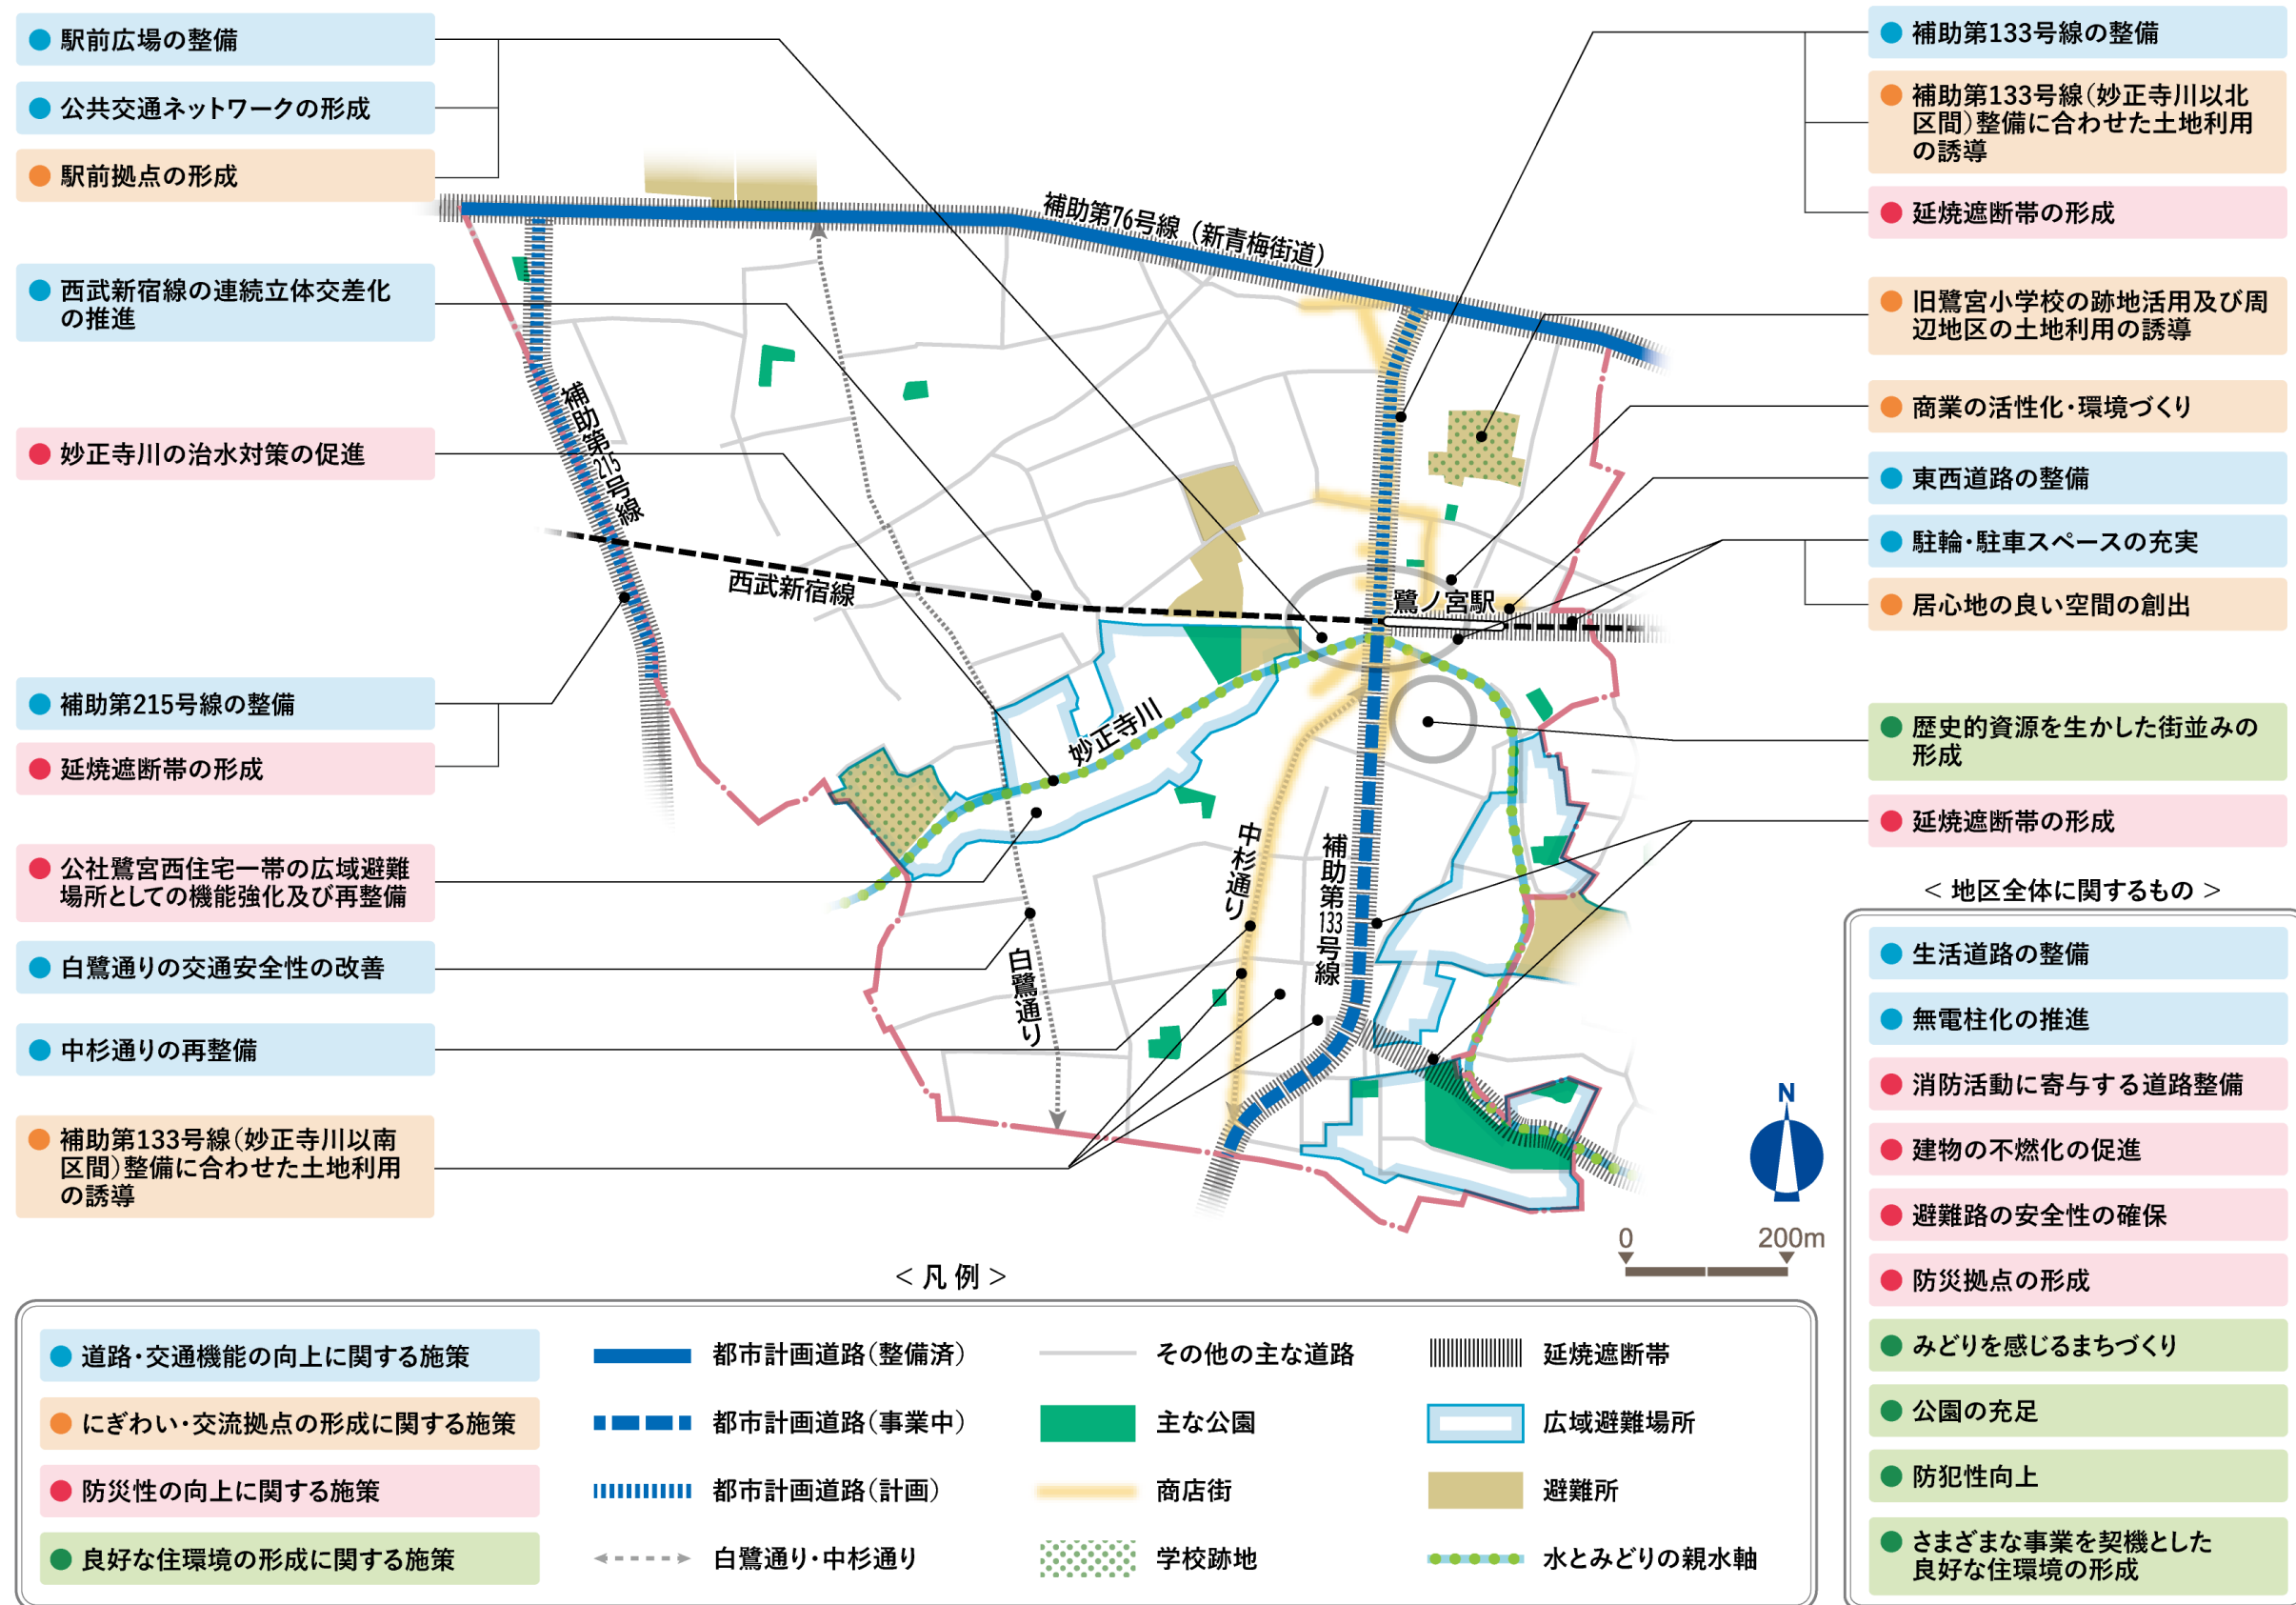 駅前広場の整備
公共交通ネットワークの形成
駅前拠点の形成
西武新宿線の連続立体交差化
の推進
妙正寺川の治水対策の促進
補助第215号線の整備
延焼遮断帯の形成
公社鷺宮西住宅一帯の広域避難
場所としての機能強化及び再整備
白鷺通りの交通安全性の改善
中杉通りの再整備
補助第133号線(妙正寺川以南
区間)整備に合わせた土地利用
の誘導
補助第76号線(新青梅街道)
補助第215号線
西武新宿線
鷺ノ宮駅
妙正寺川
中杉通り
補助第133号線
白鷺通り
補助第133号線の整備
補助第133号線(妙正寺川以北
区間)整備に合わせた土地利用
の誘導
延焼遮断帯の形成
旧鷺宮小学校の跡地活用及び周
辺地区の土地利用の誘導
商業の活性化・環境づくり
東西道路の整備
駐輪・駐車スペースの充実
居心地の良い空間の創出
歴史的資源を生かした街並みの
形成
延焼遮断帯の形成
<地区全体に関するもの>
生活道路の整備
無電柱化の推進
消防活動に寄与する道路整備
建物の不燃化の促進
避難路の安全性の確保
防災拠点の形成
みどりを感じるまちづくり
公園の充足
防犯性向上
さまざまな事業を契機とした
良好な住環境の形成
N
0 200m
<凡例>
道路・交通機能の向上に関する施策
にぎわい・交流拠点の形成に関する施策
防災性の向上に関する施策
良好な住環境の形成に関する施策
都市計画道路(整備済)
都市計画道路(事業中)
都市計画道路(計画)
白鷺通り・中杉通り
その他の主な道路
主な公園
商店街
学校跡地
延焼遮断帯
広域避難場所
避難所
水とみどりの親水軸